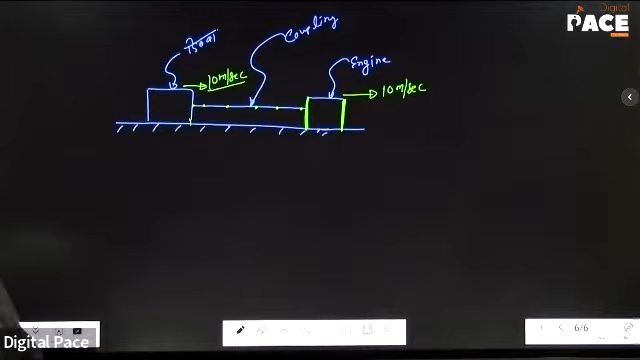 Digital
PACE
Coupling
Engine
10m/sec
10m/sec
6/6
Digital Pace